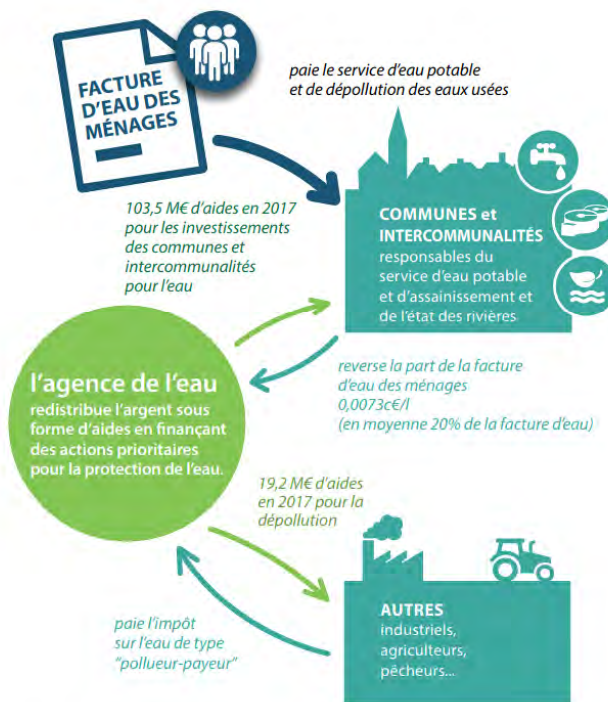 FACTURE
D'EAU DES
MÉNAGES
paie le service d'eau potable
et de dépollution des eaux usées
103,5 M€ d'aides en 2017
pour les investissements
des communes et
intercommunalités
pour l'eau
COMMUNES et
INTERCOMMUNALITÉS
responsables du
service d'eau potable
et d'assainissement et
de l'état des rivières
l'agence de l'eau
redistribue l'argent sous
forme d'aides en finançant
des actions prioritaires
pour la protection de l'eau.
reverse la part de la facture
d'eau des ménages
0,0073c€/l
(en moyenne 20% de la facture d'eau)
19,2 M€ d'aides
en 2017 pour la
dépollution
paie l'impôt
sur l'eau de type
"pollueur-payeur"
AUTRES
industriels,
agriculteurs,
pêcheurs...